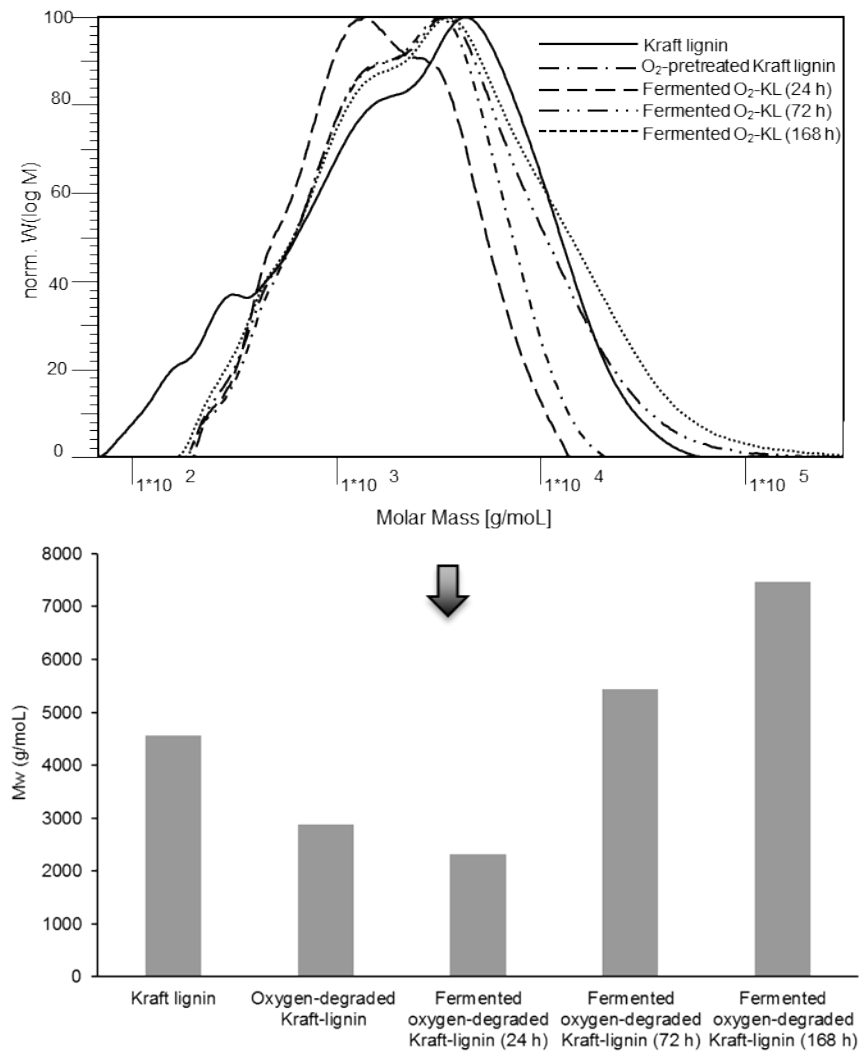 100
80
60
40
20
0
norm. W(log M)
Kraft lignin
O₂-pretreated Kraft lignin
Fermented O₂-KL (24 h)
Fermented O₂-KL (72 h)
Fermented O₂-KL (168 h)
1*10 2
1*10 3
1*10 4
1*10 5
Molar Mass [g/moL]
8000
7000
6000
5000
4000
3000
2000
1000
0
Mw (g/moL)
Kraft lignin
Oxygen-degraded
Kraft-lignin
Fermented
oxygen-degraded
Kraft-lignin (24 h)
Fermented
oxygen-degraded
Kraft-lignin (72 h)
Fermented
oxygen-degraded
Kraft-lignin (168 h)